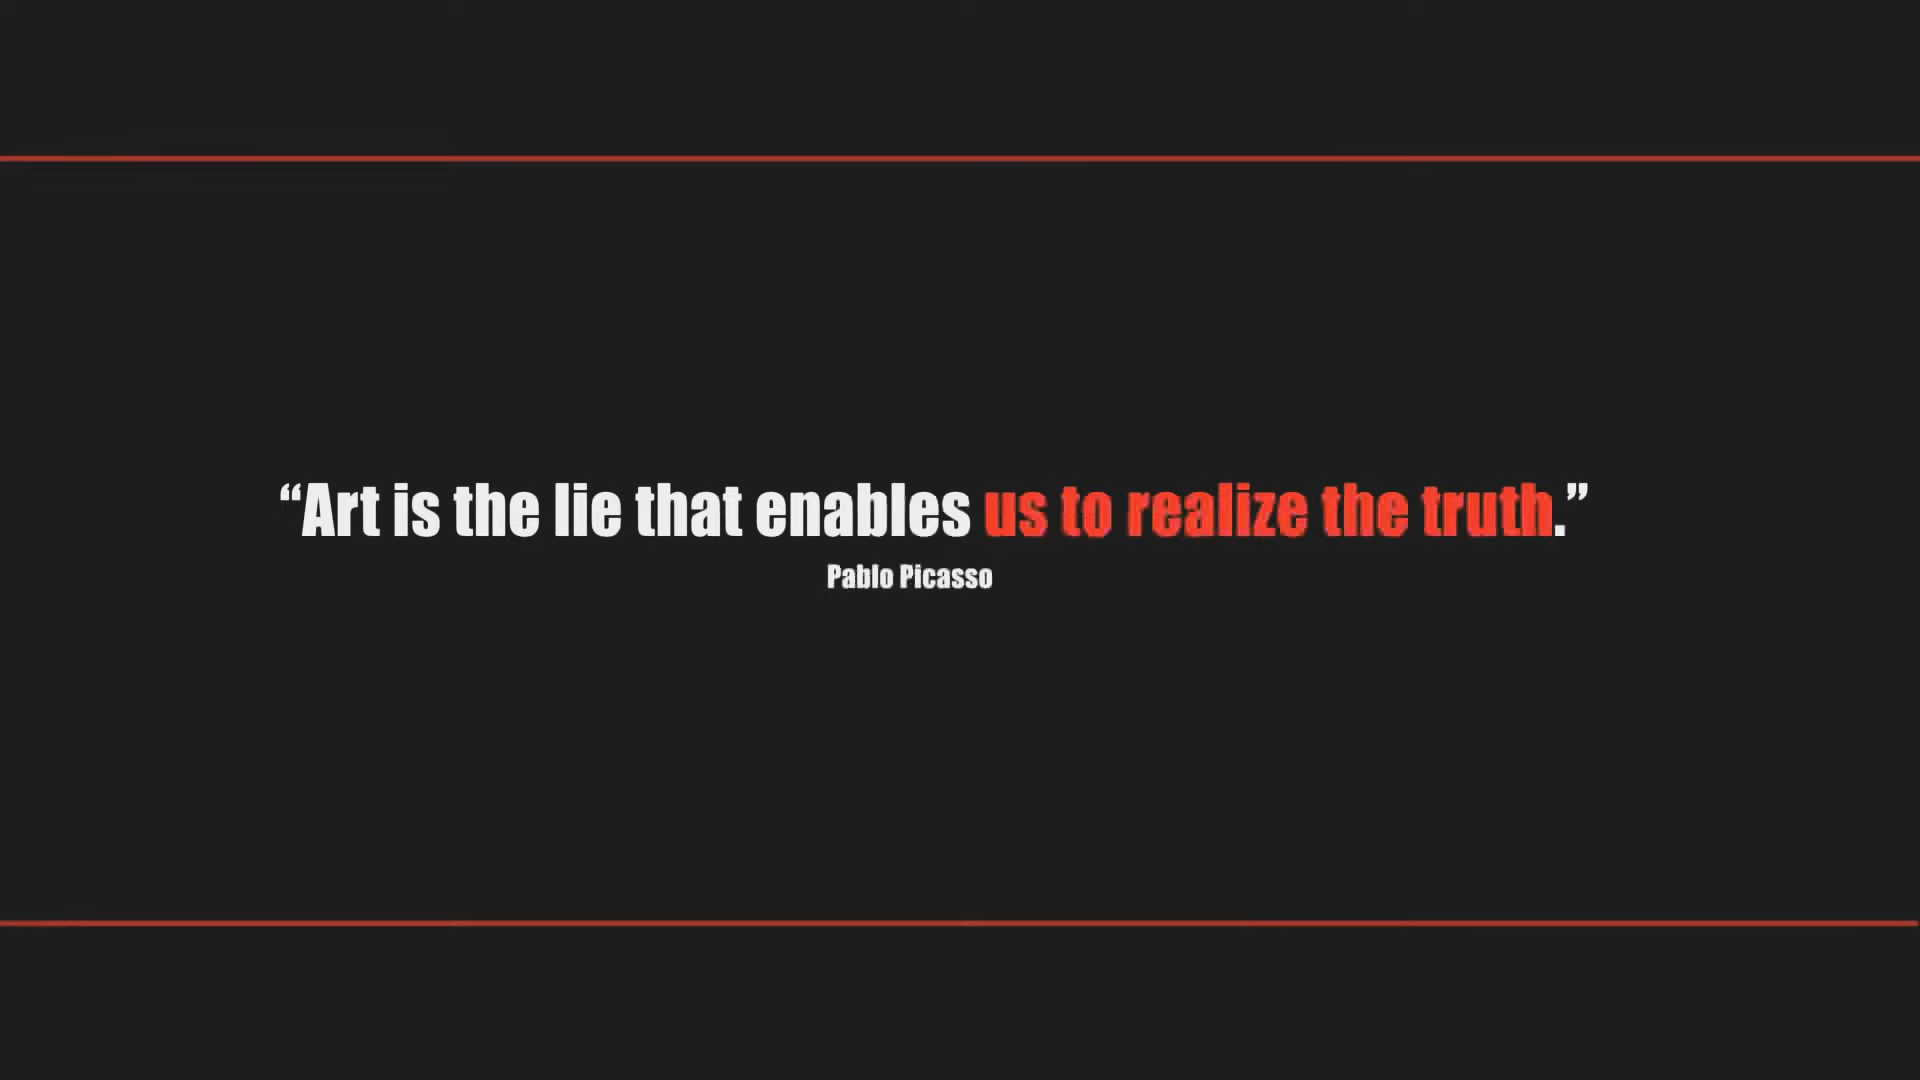 “Art is the lie that enables us to realize the truth.”
Pablo Picasso